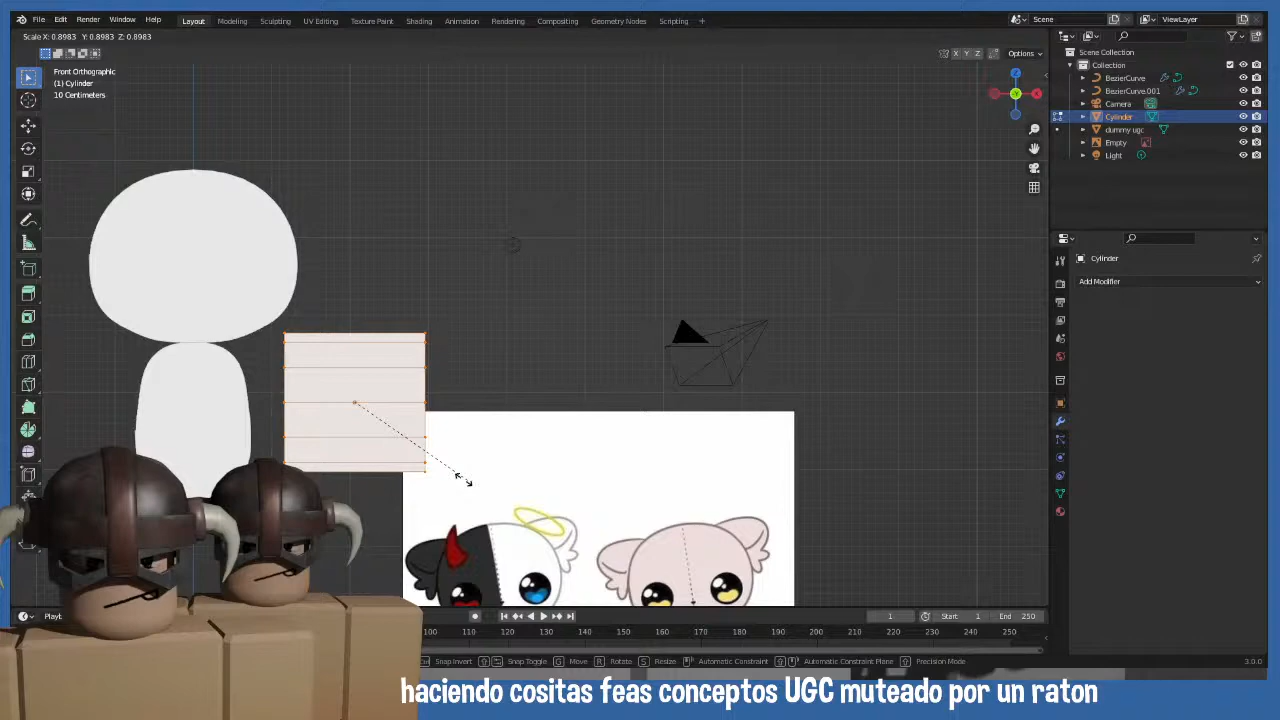 File Edit Render Window Help Layout Modeling Sculpting UV Editing Texture Paint Shading Animation Rendering Compositing Geometry Nodes Scripting + Scene ViewLayer
Scale X: 0.8983 Y: 0.8983 Z: 0.8983
X Y Z Options
Front Orthographic
(1) Cylinder
10 Centimeters
Z
Y X
Scene Collection
Collection
BezierCurve
BezierCurve.001
Camera
Cylinder
dummy ugc
Empty
Light
Cylinder
Add Modifier
1 Start 1 End 250
100 110 120 130 140 150 160 170 180 190 200 210 220 230 240 250
Snap Invert Snap Toggle G Move R Rotate S Resize Automatic Constraint Automatic Constraint Plane Precision Mode 3.0.0
haciendo cositas feas conceptos UGC muteado por un raton